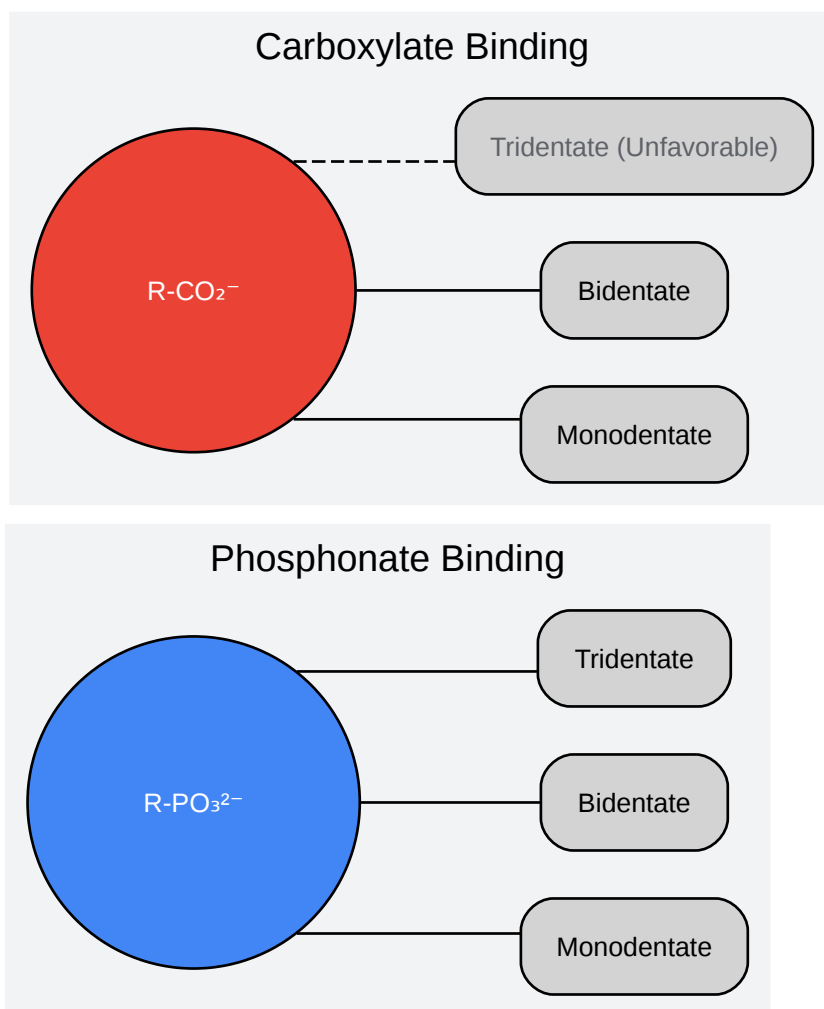 Carboxylate Binding
Tridentate (Unfavorable)
R-CO₂⁻
Bidentate
Monodentate
Phosphonate Binding
Tridentate
R-PO₃²⁻
Bidentate
Monodentate